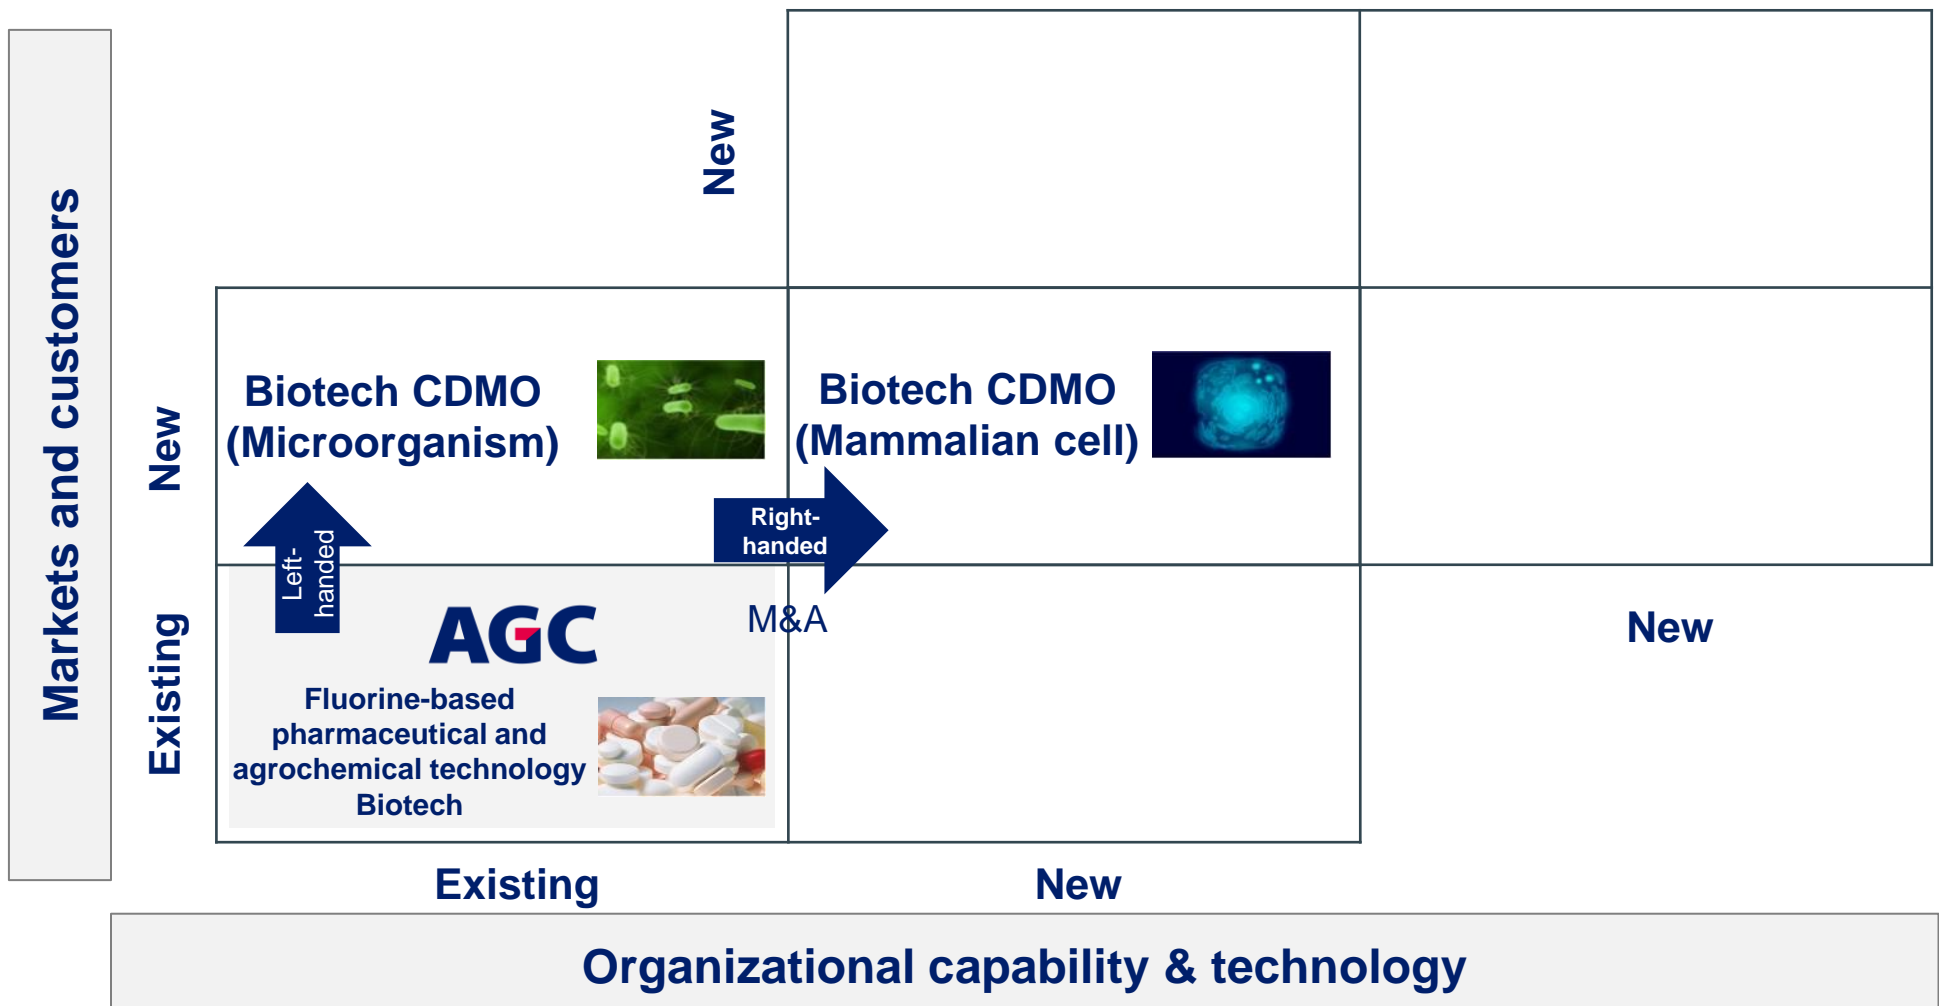 Markets and customers
New
New
Existing
Biotech CDMO
(Microorganism)
Biotech CDMO
(Mammalian cell)
Left-
handed
Right-
handed
M&A
AGC
Fluorine-based
pharmaceutical and
agrochemical technology
Biotech
New
Existing
New
Organizational capability & technology